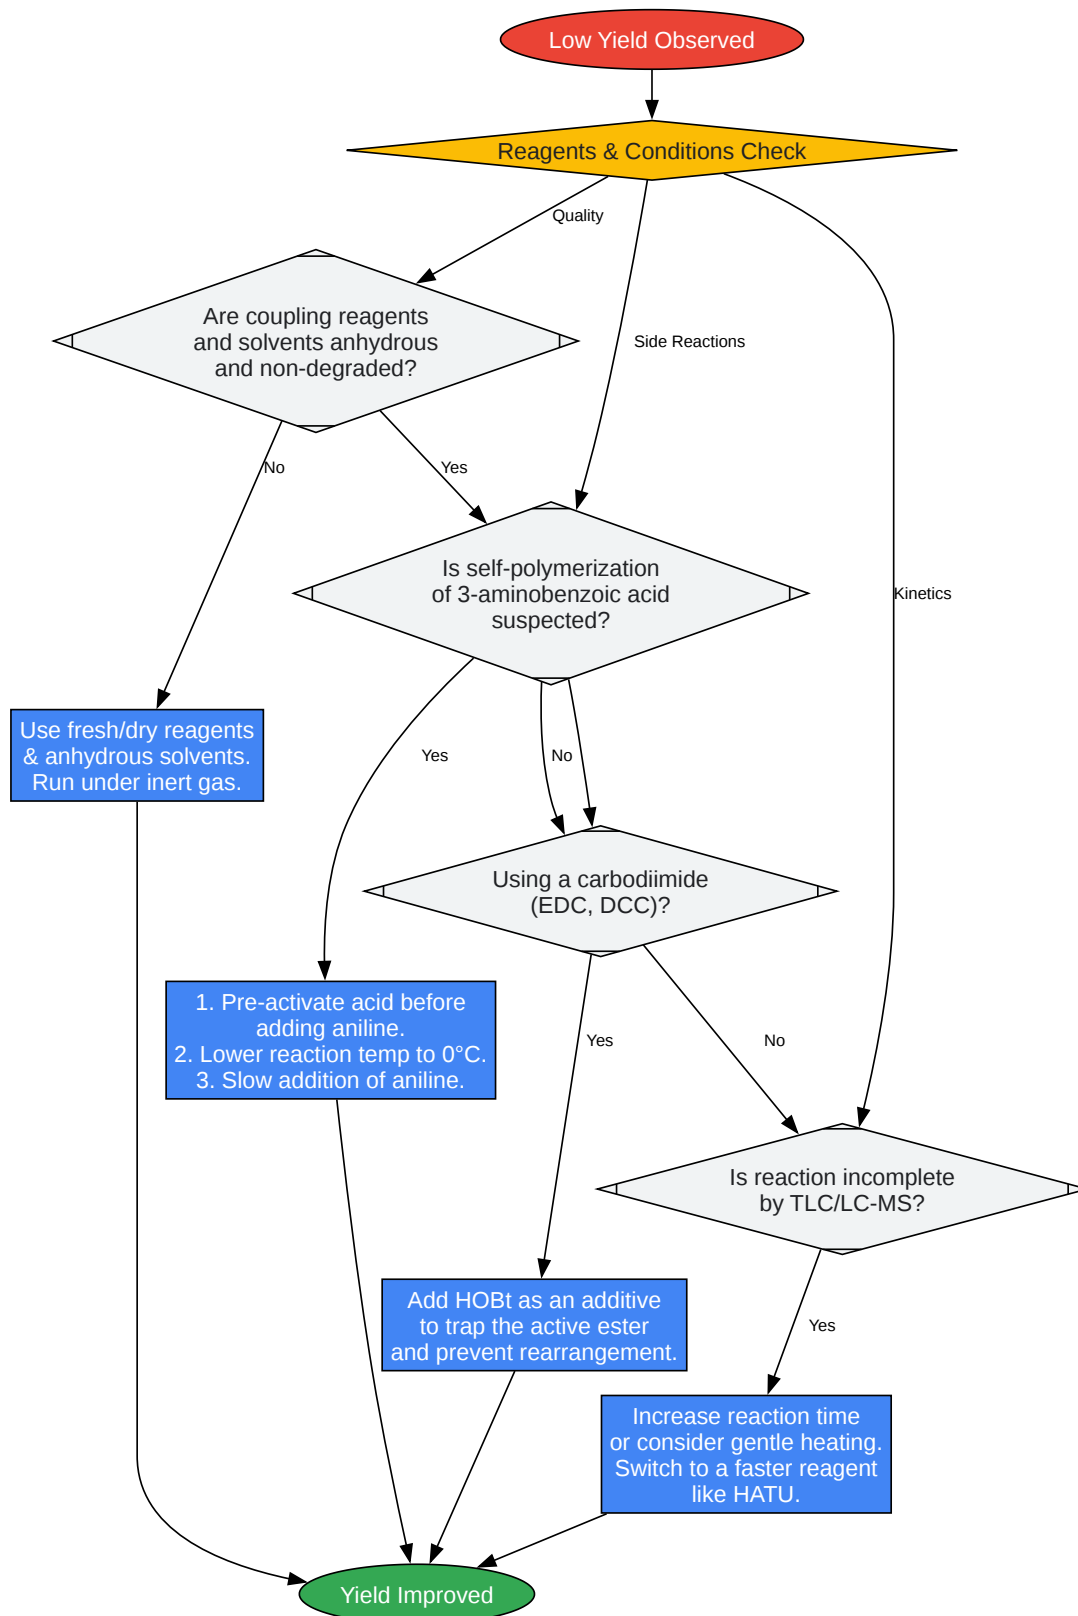 Low Yield Observed
Reagents & Conditions Check
Quality
Are coupling reagents
and solvents anhydrous
and non-degraded?
Side Reactions
No
Yes
Is self-polymerization
of 3-aminobenzoic acid
suspected?
Kinetics
Use fresh/dry reagents
& anhydrous solvents.
Run under inert gas.
Yes
No
Using a carbodiimide
(EDC, DCC)?
1. Pre-activate acid before
adding aniline.
2. Lower reaction temp to 0°C.
3. Slow addition of aniline.
Yes
No
Is reaction incomplete
by TLC/LC-MS?
Add HOBt as an additive
to trap the active ester
and prevent rearrangement.
Yes
Increase reaction time
or consider gentle heating.
Switch to a faster reagent
like HATU.
Yield Improved